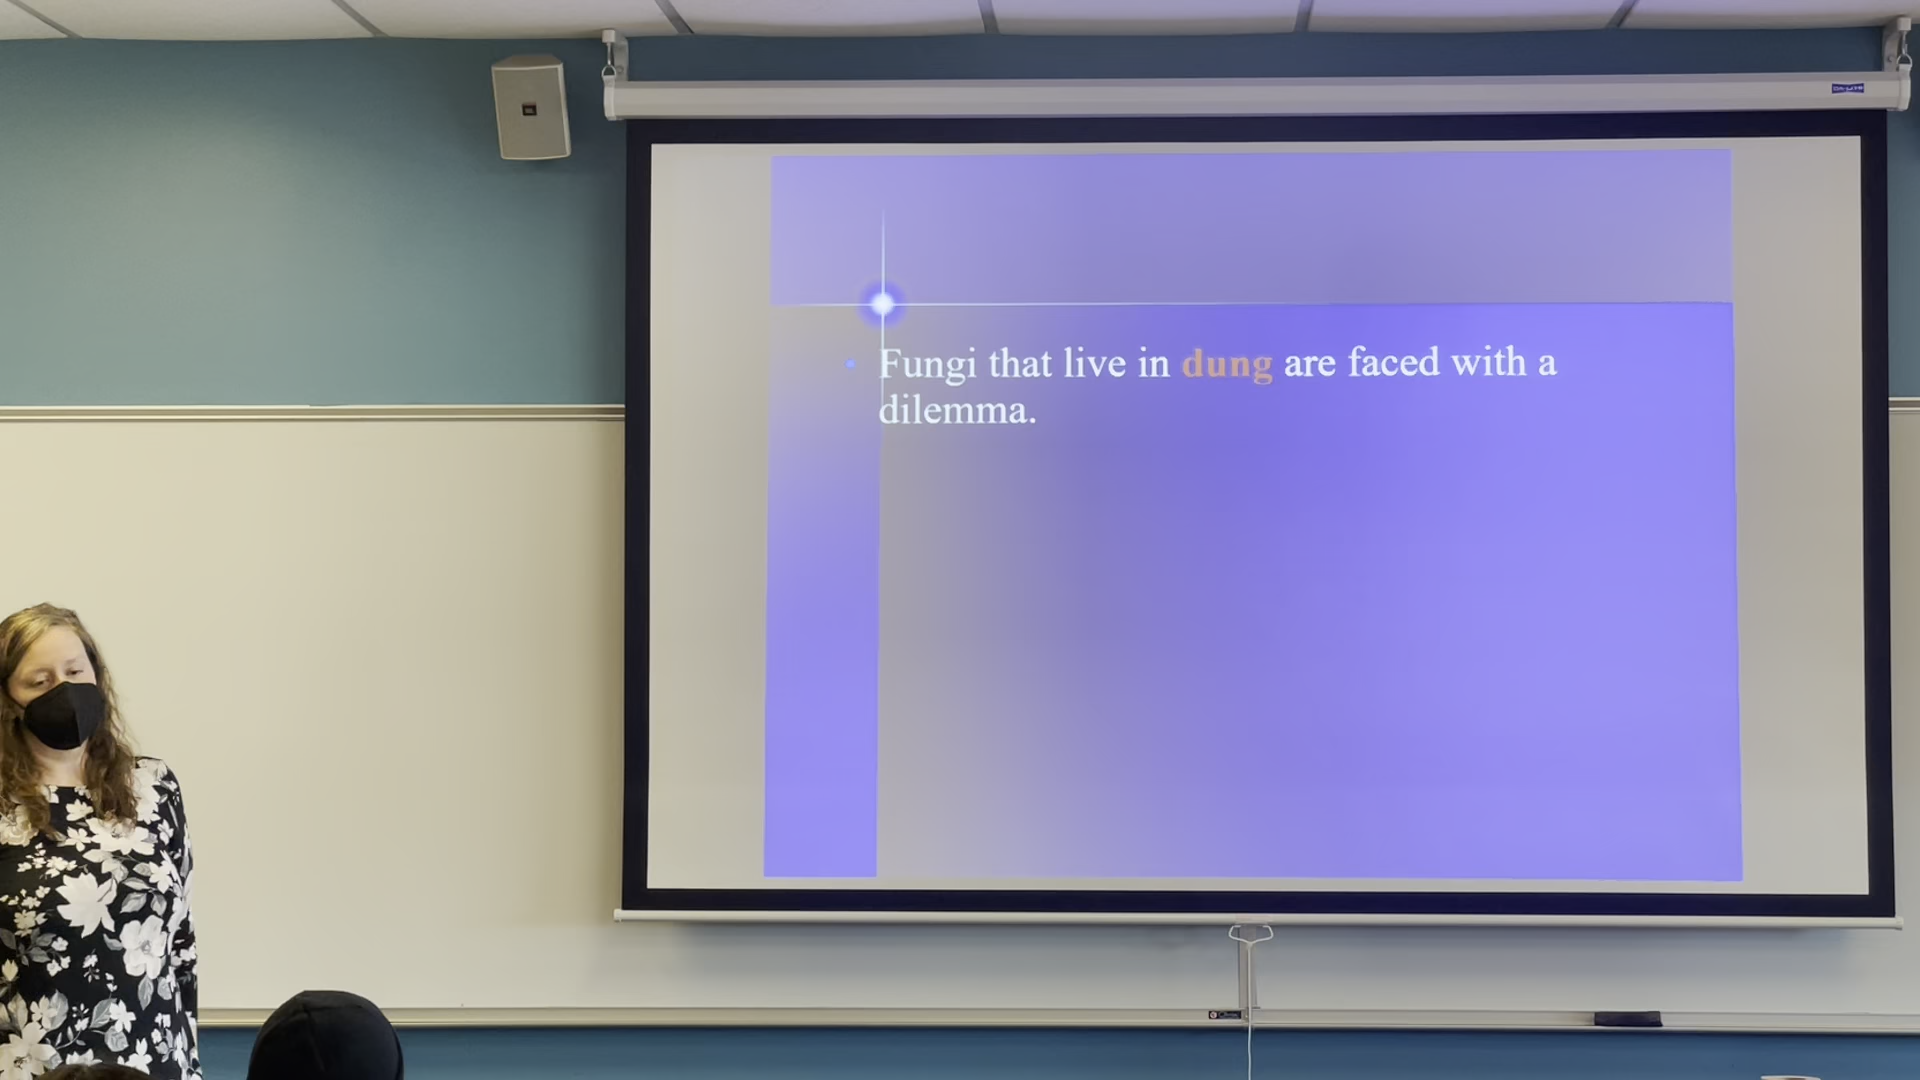 Fungi that live in dung are faced with a
dilemma.